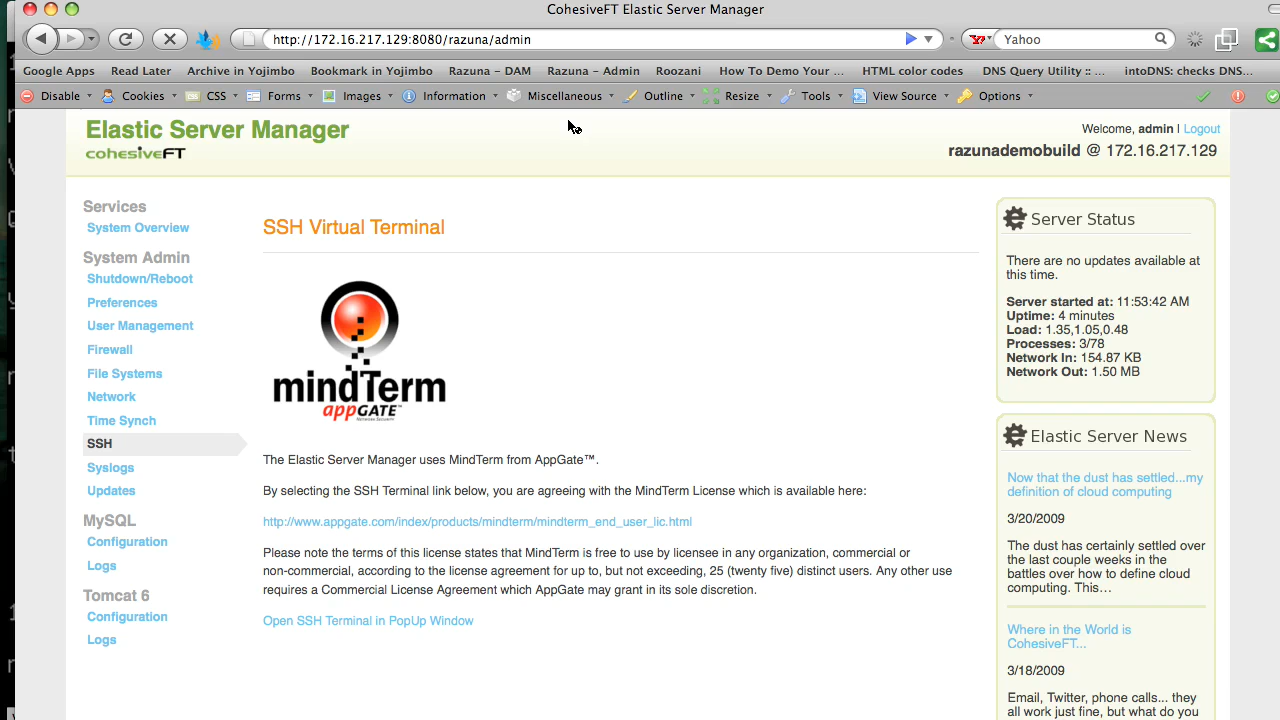 CohesiveFT Elastic Server Manager
http://172.16.217.129:8080/razuna/admin
Yahoo
Google Apps Read Later Archive in Yojimbo Bookmark in Yojimbo Razuna - DAM Razuna - Admin Roozani How To Demo Your ... HTML color codes DNS Query Utility :: ... intoDNS: checks DNS...
Disable Cookies CSS Forms Images Information Miscellaneous Outline Resize Tools View Source Options
Elastic Server Manager
cohesiveFT
Welcome, admin | Logout
razunademobuild @ 172.16.217.129
Services
System Overview
System Admin
Shutdown/Reboot
Preferences
User Management
Firewall
File Systems
Network
Time Synch
SSH
Syslogs
Updates
MySQL
Configuration
Logs
Tomcat 6
Configuration
Logs
SSH Virtual Terminal
mindTerm
appGATE
The Elastic Server Manager uses MindTerm from AppGate™.
By selecting the SSH Terminal link below, you are agreeing with the MindTerm License which is available here:
http://www.appgate.com/index/products/mindterm/mindterm_end_user_lic.html
Please note the terms of this license states that MindTerm is free to use by licensee in any organization, commercial or
non-commercial, according to the license agreement for up to, but not exceeding, 25 (twenty five) distinct users. Any other use
requires a Commercial License Agreement which AppGate may grant in its sole discretion.
Open SSH Terminal in PopUp Window
Server Status
There are no updates available at
this time.
Server started at: 11:53:42 AM
Uptime: 4 minutes
Load: 1.35,1.05,0.48
Processes: 3/78
Network In: 154.87 KB
Network Out: 1.50 MB
Elastic Server News
Now that the dust has settled...my
definition of cloud computing
3/20/2009
The dust has certainly settled over
the last couple weeks in the
battles over how to define cloud
computing. This...
Where in the World is
CohesiveFT...
3/18/2009
Email, Twitter, phone calls... they
all work just fine, but what do you